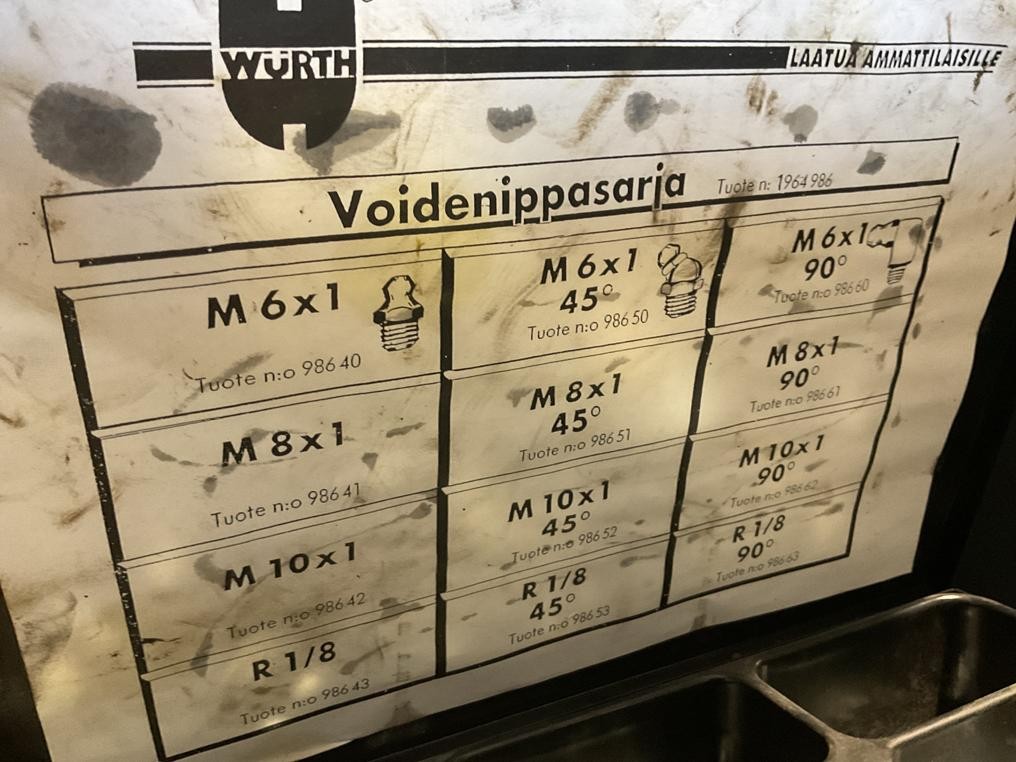 WÜRTH
LAATUA AMMATTILAISILLE
Voidenippasarja
Tuote n: 1964 986
M 6x1
Tuote n:o 986 40
M 6x1
45°
Tuote n:o 986 50
M 6x1
90°
Tuote n:o 986 60
M 8x1
Tuote n:o 986 41
M 8x1
45°
Tuote n:o 986 51
M 8x1
90°
Tuote n:o 986 61
M 10x1
Tuote n:o 986 42
M 10x1
45°
Tuote n:o 986 52
M 10x1
90°
Tuote n:o 986 62
R 1/8
Tuote n:o 986 43
R 1/8
45°
Tuote n:o 986 53
R 1/8
90°
Tuote n:o 986 63